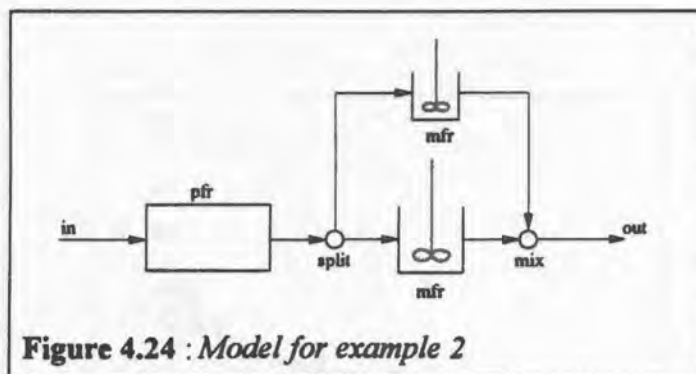 mfr
pfr
in
split
mfr
mix
out
Figure 4.24 : Model for example 2